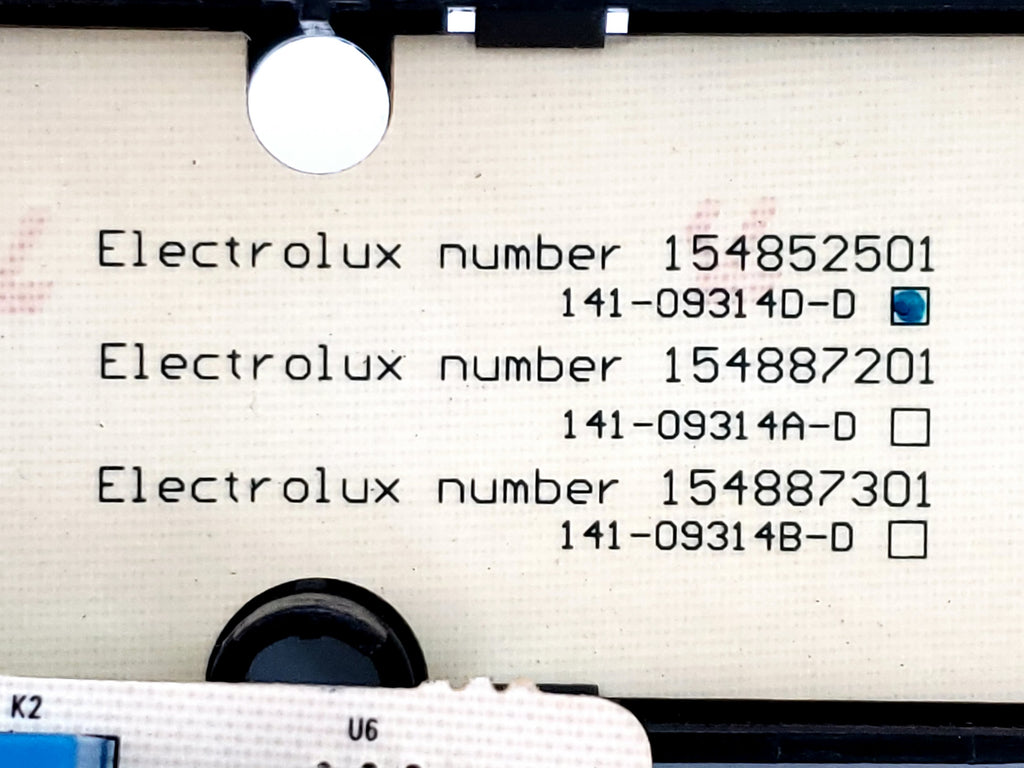 Electrolux number 154852501
141-09314D-D
Electrolux number 154887201
141-09314A-D
Electrolux number 154887301
141-09314B-D
K2
U6